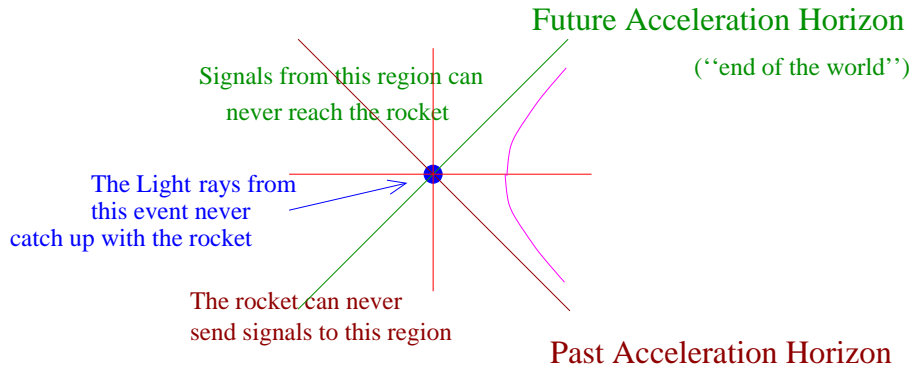 Future Acceleration Horizon
(‘‘end of the world’’)
Signals from this region can
never reach the rocket
The Light rays from
this event never
catch up with the rocket
The rocket can never
send signals to this region
Past Acceleration Horizon